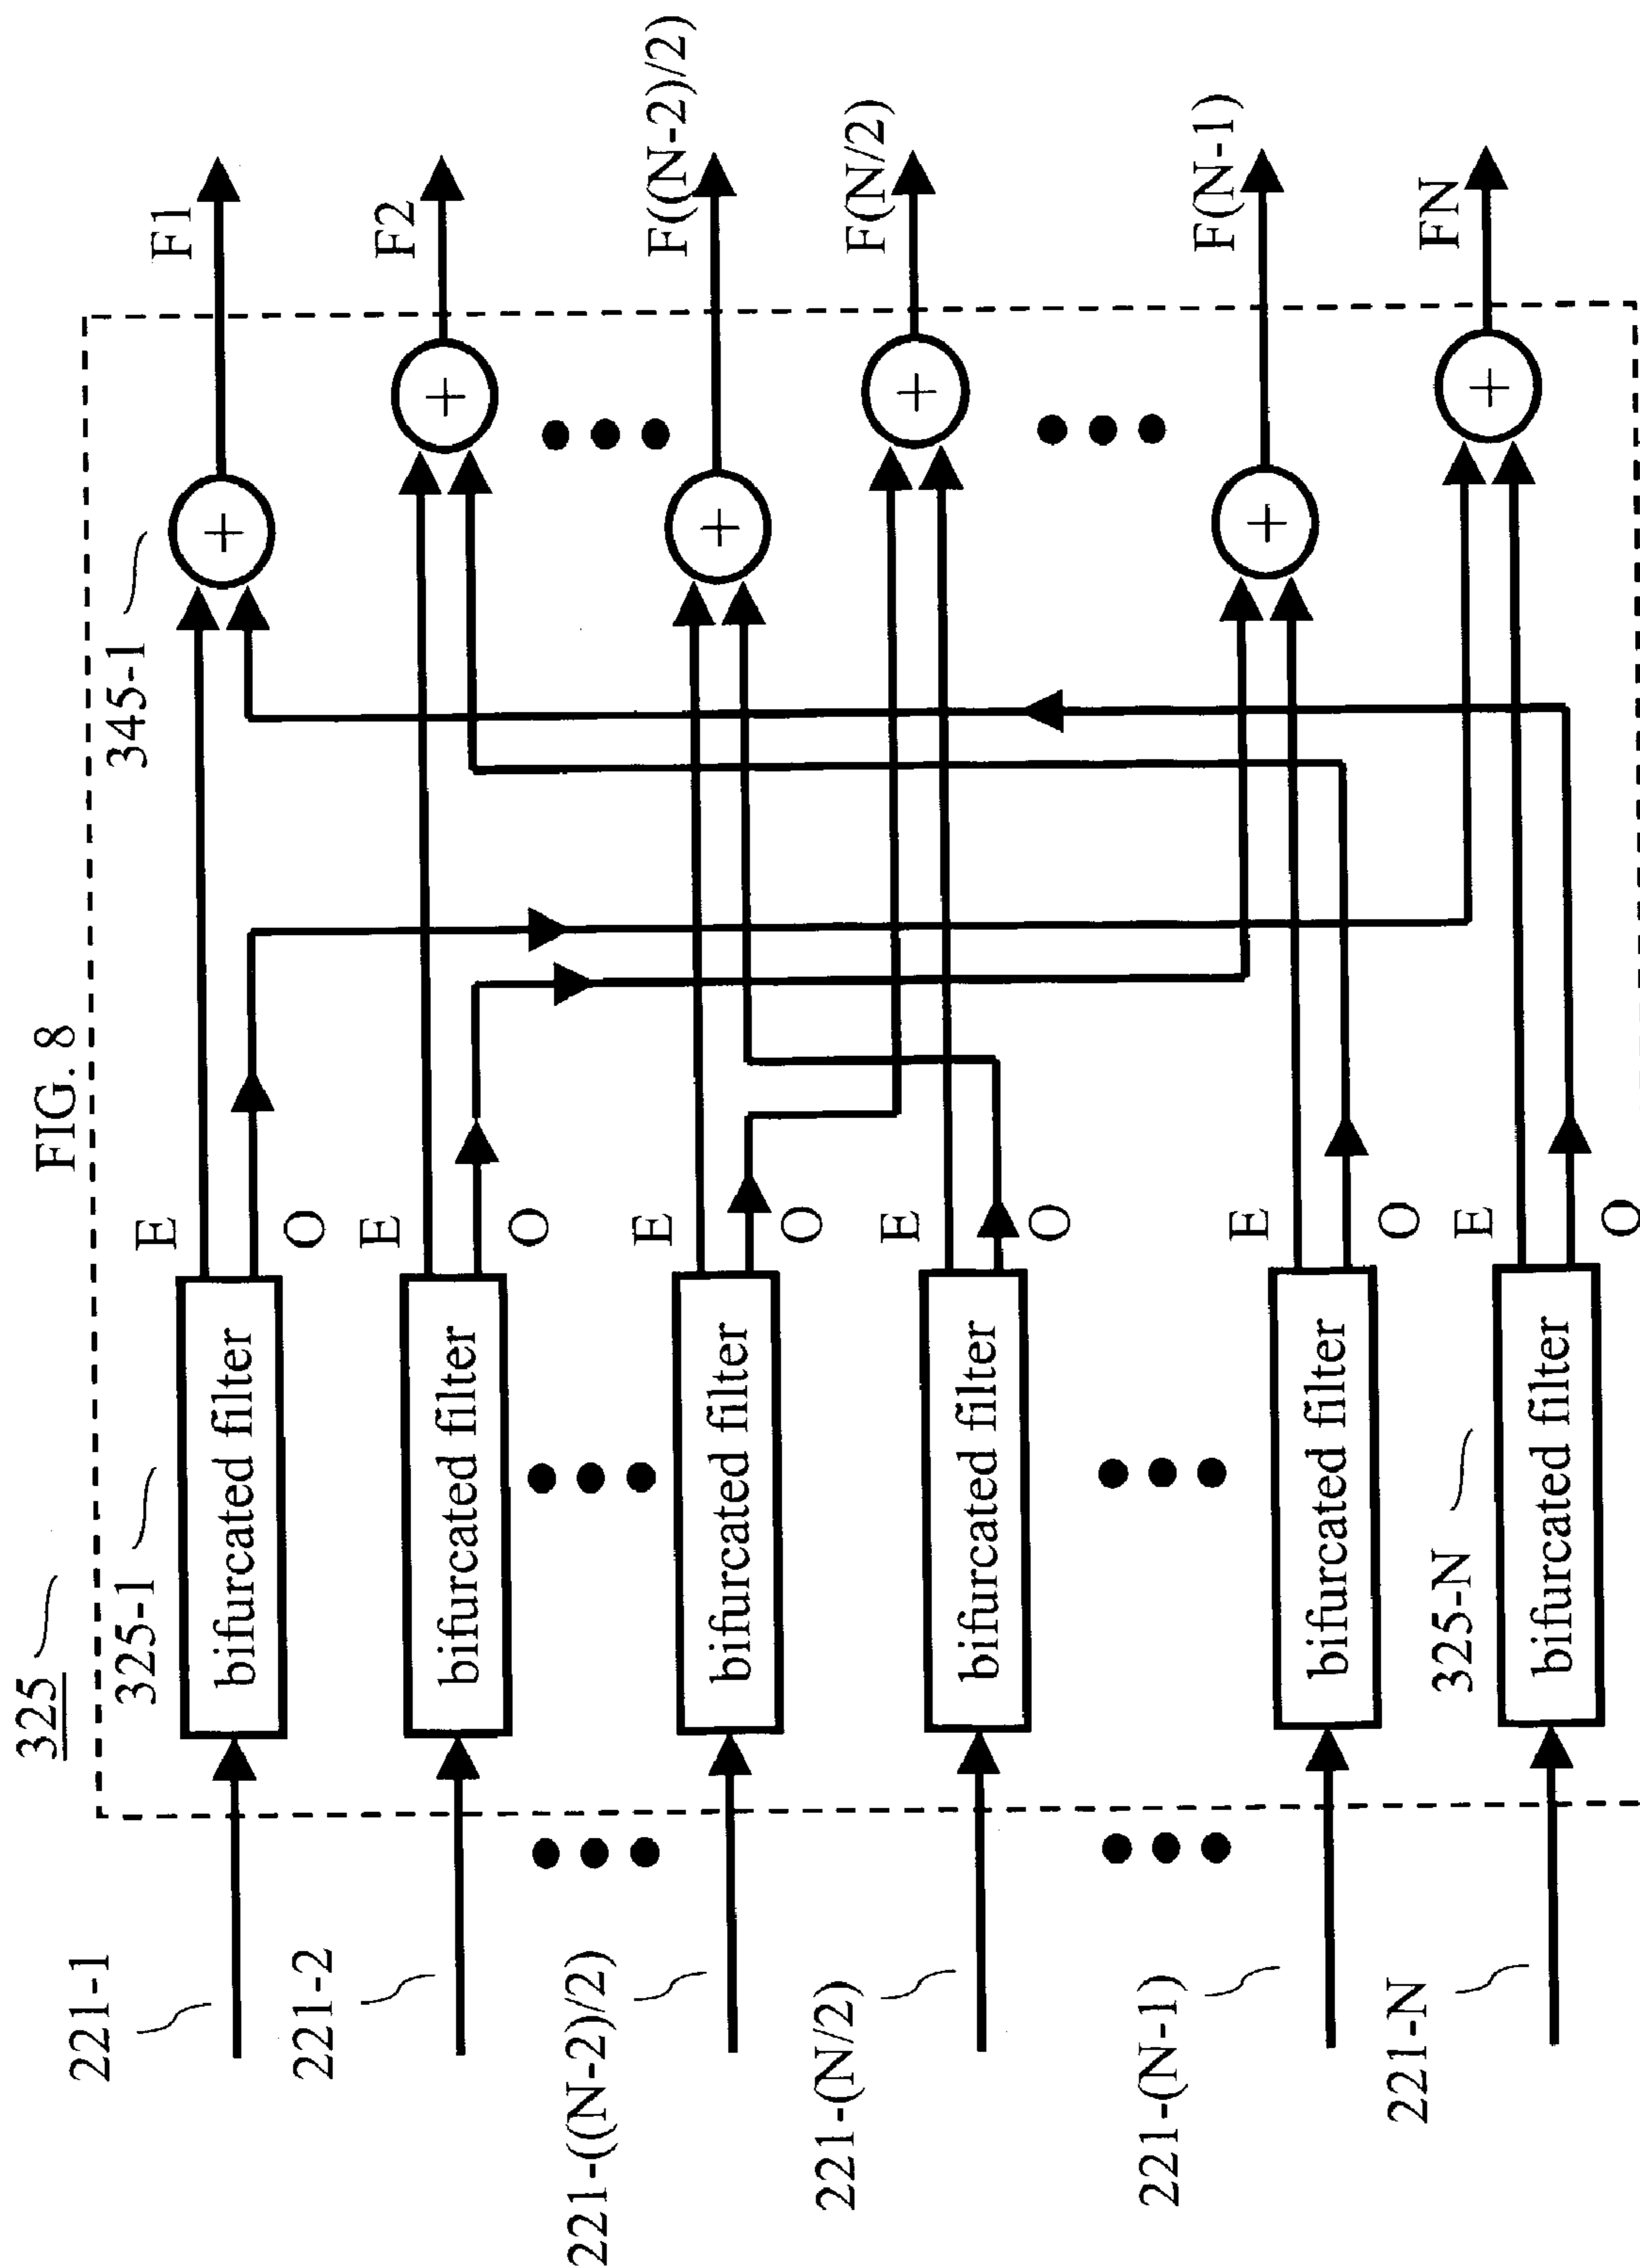 FIG. 8
325
325-1
345-1
221-1
bifurcated filter
E
O
+
F1
221-2
bifurcated filter
E
O
+
F2
221-((N-2)/2)
bifurcated filter
E
O
+
F((N-2)/2)
221-(N/2)
bifurcated filter
E
O
+
F(N/2)
221-(N-1)
bifurcated filter
E
O
+
F(N-1)
221-N
325-N
bifurcated filter
E
O
+
FN